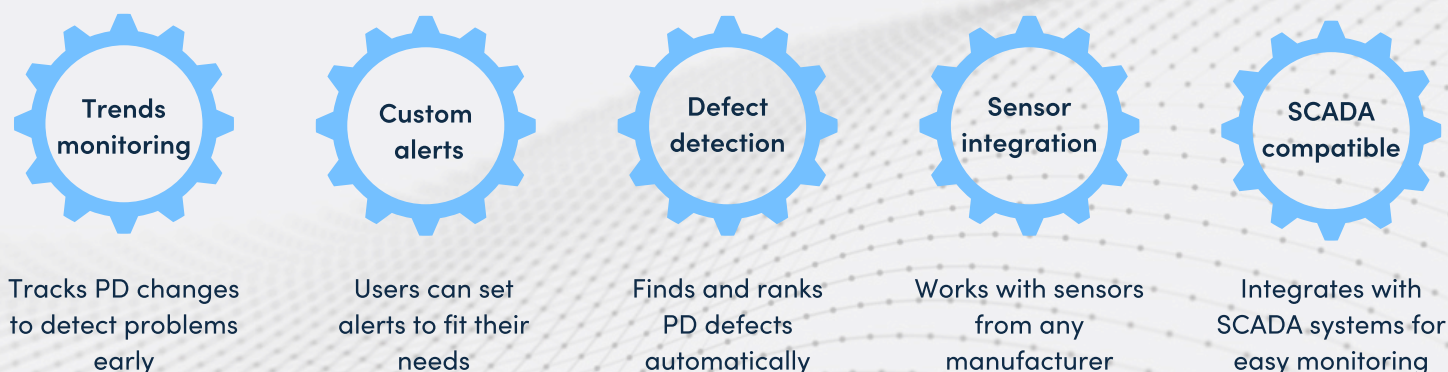 Trends
monitoring
Custom
alerts
Defect
detection
Sensor
integration
SCADA
compatible
Tracks PD changes
to detect problems
early
Users can set
alerts to fit their
needs
Finds and ranks
PD defects
automatically
Works with sensors
from any
manufacturer
Integrates with
SCADA systems for
easy monitoring